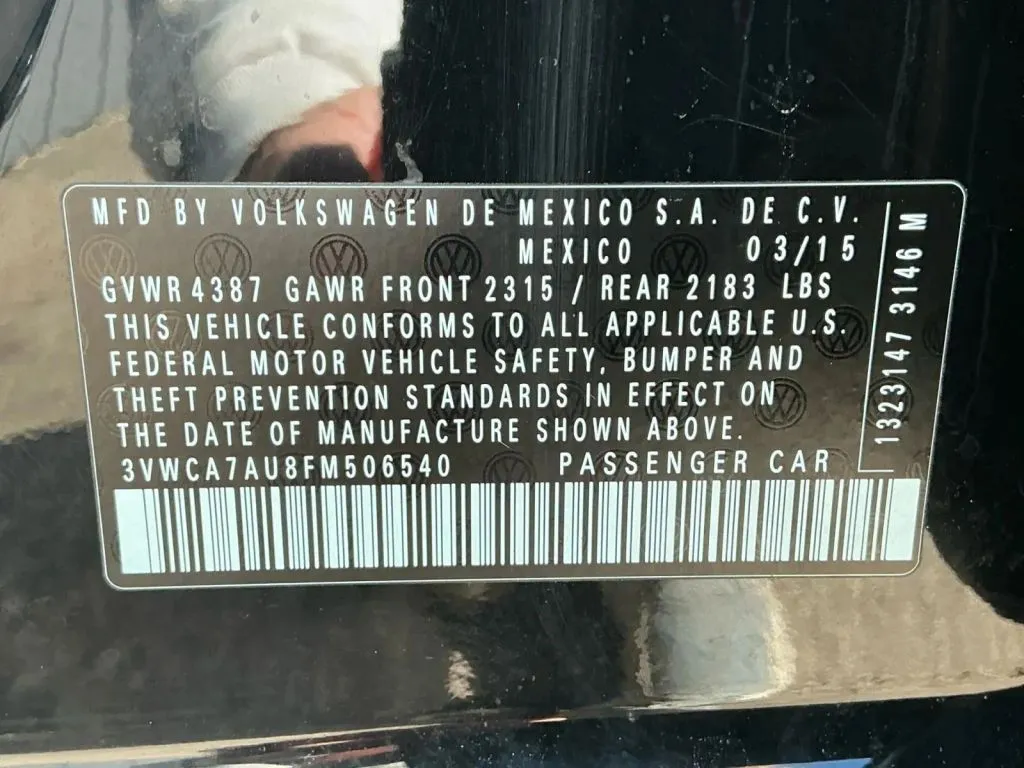 MFD BY VOLKSWAGEN DE MEXICO S.A. DE C.V.
MEXICO 03/15
GVWR 4387 GAWR FRONT 2315 / REAR 2183 LBS
THIS VEHICLE CONFORMS TO ALL APPLICABLE U.S.
FEDERAL MOTOR VEHICLE SAFETY, BUMPER AND
THEFT PREVENTION STANDARDS IN EFFECT ON
THE DATE OF MANUFACTURE SHOWN ABOVE.
3VWCA7AU8FM506540 PASSENGER CAR
1323147 3146 M